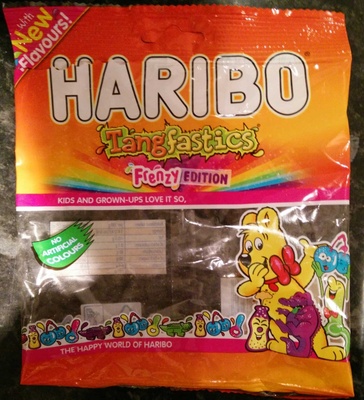 with
New
Flavours!
HARIBO
Tangfastics
Frenzy EDITION
KIDS AND GROWN-UPS LOVE IT SO,
NO
ARTIFICIAL
COLOURS
THE HAPPY WORLD OF HARIBO